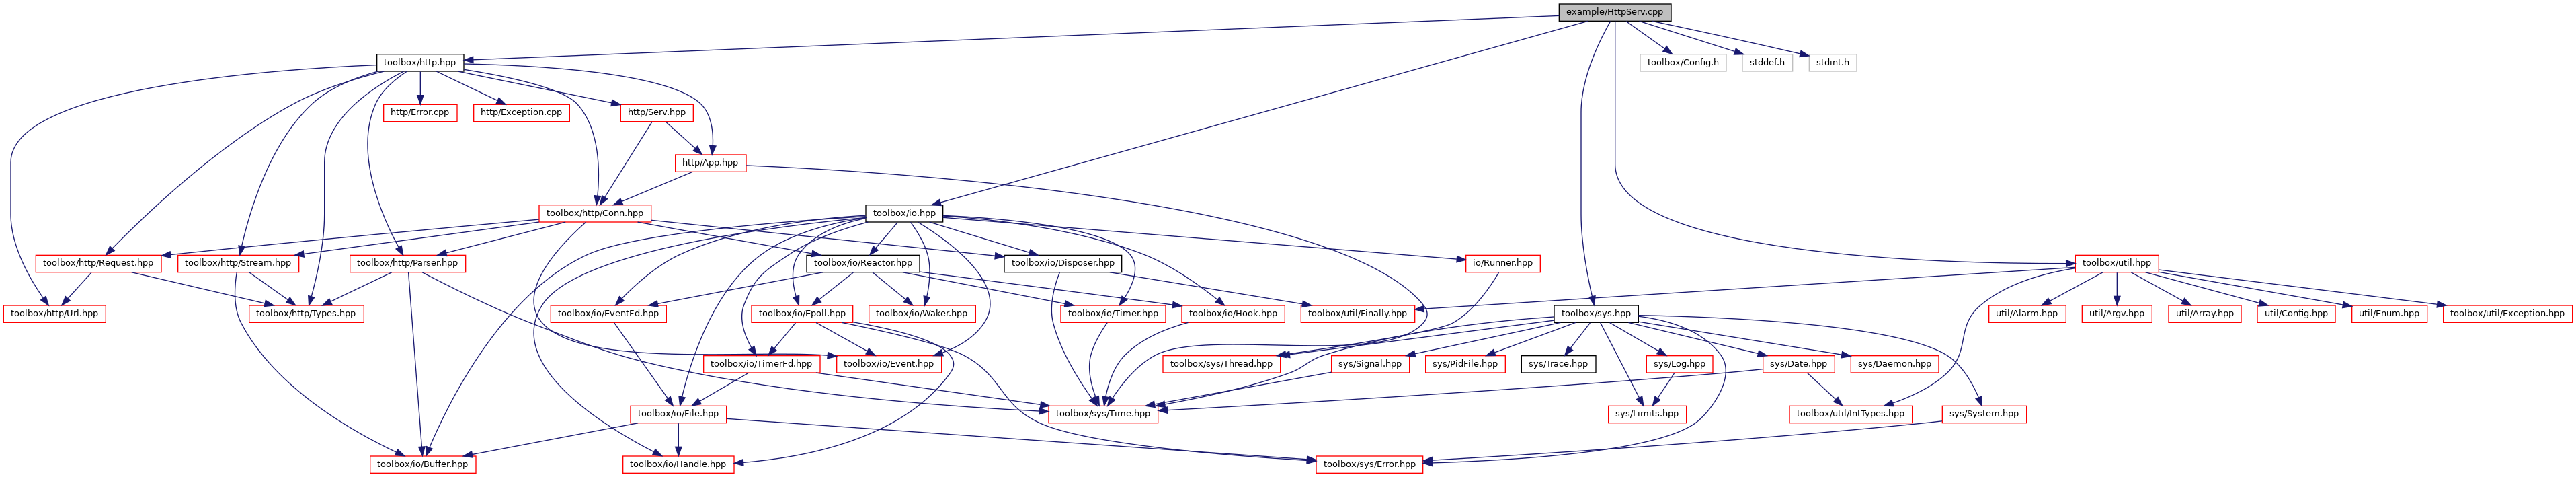 example/HttpServ.cpp
toolbox/http.hpp
toolbox/Config.h
stddef.h
stdint.h
http/Error.cpp
http/Exception.cpp
http/Serv.hpp
http/App.hpp
toolbox/http/Conn.hpp
toolbox/io.hpp
toolbox/http/Request.hpp
toolbox/http/Stream.hpp
toolbox/http/Parser.hpp
toolbox/io/Reactor.hpp
toolbox/io/Disposer.hpp
io/Runner.hpp
toolbox/util.hpp
toolbox/http/Url.hpp
toolbox/http/Types.hpp
toolbox/io/EventFd.hpp
toolbox/io/Epoll.hpp
toolbox/io/Waker.hpp
toolbox/io/Timer.hpp
toolbox/io/Hook.hpp
toolbox/util/Finally.hpp
toolbox/sys.hpp
util/Alarm.hpp
util/Argv.hpp
util/Array.hpp
util/Config.hpp
util/Enum.hpp
toolbox/util/Exception.hpp
toolbox/io/TimerFd.hpp
toolbox/io/Event.hpp
toolbox/sys/Thread.hpp
sys/Signal.hpp
sys/PidFile.hpp
sys/Trace.hpp
sys/Log.hpp
sys/Date.hpp
sys/Daemon.hpp
toolbox/io/File.hpp
toolbox/sys/Time.hpp
sys/Limits.hpp
toolbox/util/IntTypes.hpp
sys/System.hpp
toolbox/io/Buffer.hpp
toolbox/io/Handle.hpp
toolbox/sys/Error.hpp